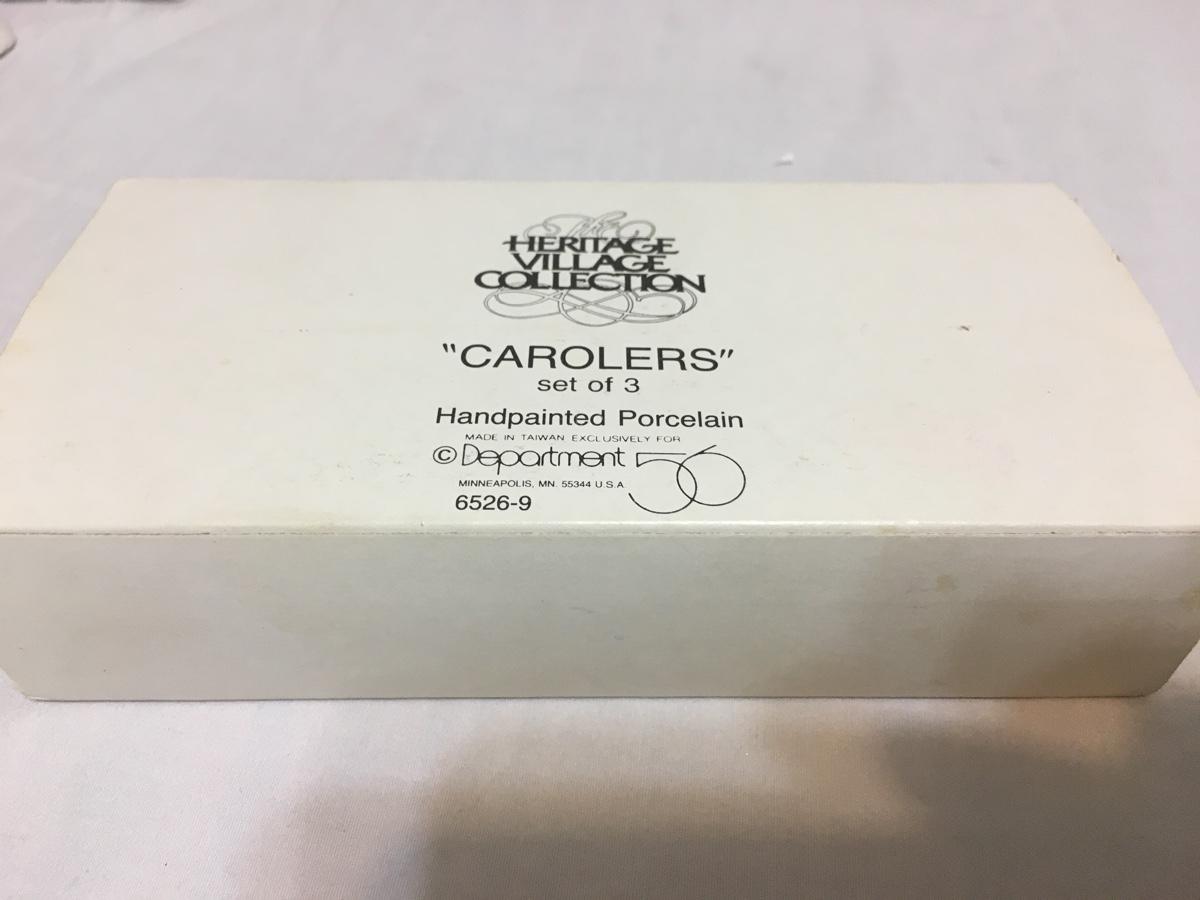 The
HERITAGE
VILLAGE
COLLECTION
"CAROLERS"
set of 3
Handpainted Porcelain
MADE IN TAIWAN EXCLUSIVELY FOR
© Department 56
MINNEAPOLIS, MN. 55344 U.S.A.
6526-9